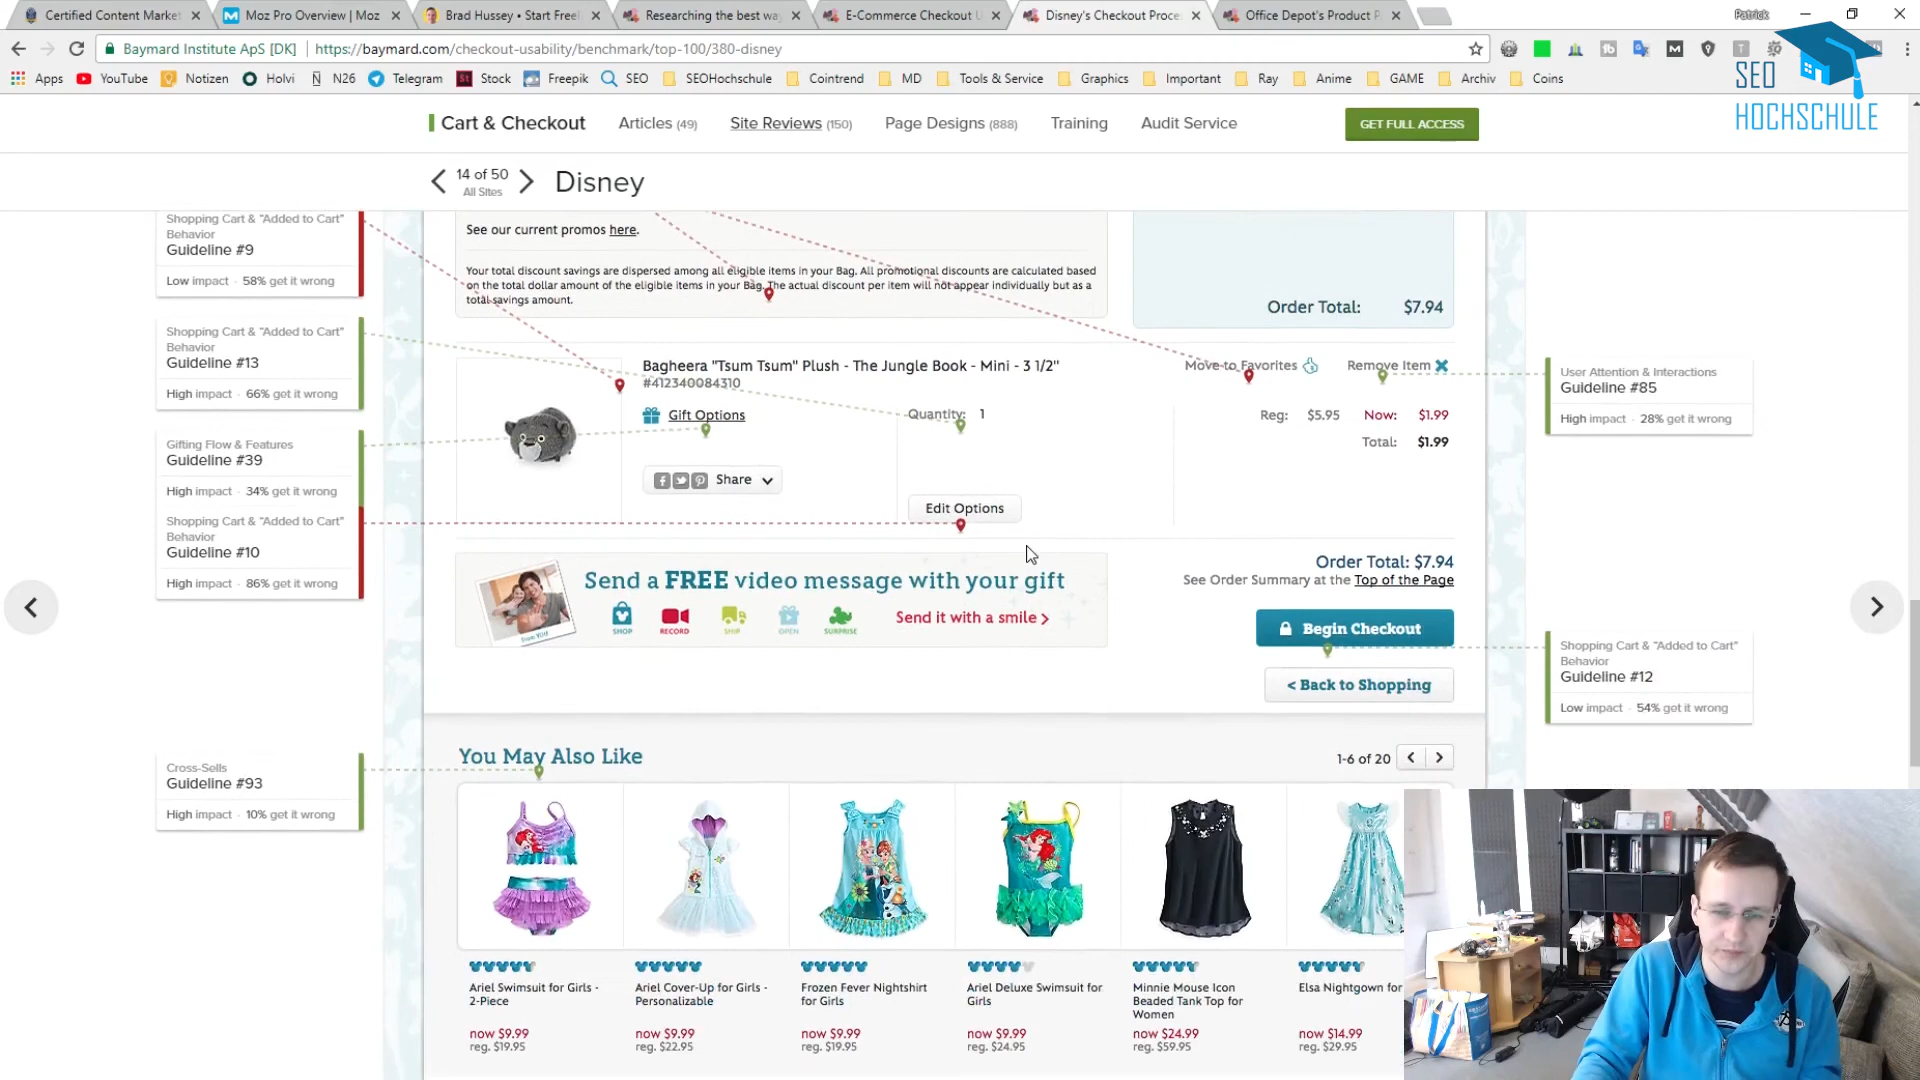 Certified Content Market
Moz Pro Overview | Moz
Brad Hussey • Start Free
Researching the best way
E-Commerce Checkout U
Disney's Checkout Proce
Office Depot's Product P
Patrick
Baymard Institute ApS [DK]
https://baymard.com/checkout-usability/benchmark/top-100/380-disney
Apps
YouTube
Notizen
Holvi
N26
Telegram
Stock
Freepik
SEO
SEOHochschule
Cointrend
MD
Tools & Service
Graphics
Important
Ray
Anime
GAME
Archiv
Coins
SEO
HOCHSCHULE
Cart & Checkout
Articles (49)
Site Reviews (150)
Page Designs (888)
Training
Audit Service
GET FULL ACCESS
14 of 50
All Sites
Disney
Shopping Cart & "Added to Cart"
Behavior
Guideline #9
Low impact · 58% get it wrong
Shopping Cart & "Added to Cart"
Behavior
Guideline #13
High impact · 66% get it wrong
Gifting Flow & Features
Guideline #39
High impact · 34% get it wrong
Shopping Cart & "Added to Cart"
Behavior
Guideline #10
High impact · 86% get it wrong
Cross-Sells
Guideline #93
High impact · 10% get it wrong
See our current promos here.
Your total discount savings are dispersed among all eligible items in your Bag. All promotional discounts are calculated based
on the total dollar amount of the eligible items in your Bag. The actual discount per item will not appear individually but as a
total savings amount.
Order Total: $7.94
Bagheera "Tsum Tsum" Plush - The Jungle Book - Mini - 3 1/2"
#412340084310
Gift Options
Share
Quantity: 1
Edit Options
Move to Favorites
Remove Item
Reg: $5.95 Now: $1.99
Total: $1.99
User Attention & Interactions
Guideline #85
High impact · 28% get it wrong
Send a FREE video message with your gift
SHOP
RECORD
SHIP
OPEN
SURPRISE
Send it with a smile >
Order Total: $7.94
See Order Summary at the Top of the Page
Begin Checkout
< Back to Shopping
Shopping Cart & "Added to Cart"
Behavior
Guideline #12
Low impact · 54% get it wrong
You May Also Like
1-6 of 20
Ariel Swimsuit for Girls -
2-Piece
now $9.99
reg. $19.95
Ariel Cover-Up for Girls -
Personalizable
now $9.99
reg. $22.95
Frozen Fever Nightshirt
for Girls
now $9.99
reg. $19.95
Ariel Deluxe Swimsuit for
Girls
now $9.99
reg. $24.95
Minnie Mouse Icon
Beaded Tank Top for
Women
now $24.99
reg. $59.95
Elsa Nightgown for
now $14.99
reg. $29.95